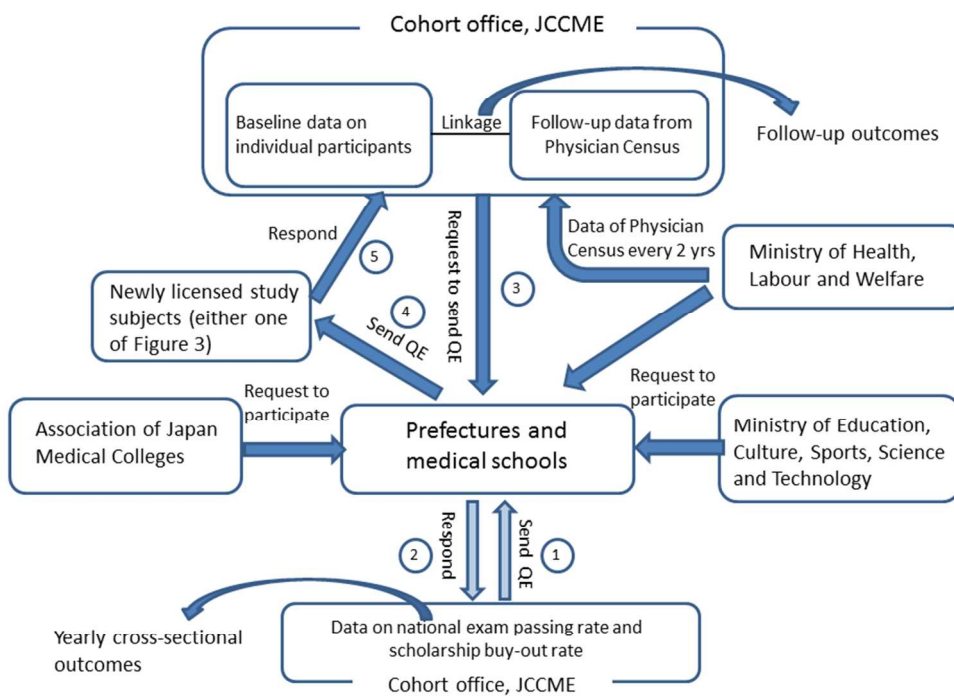 Cohort office, JCCME
Baseline data on
individual participants
Linkage
Follow-up data from
Physician Census
Follow-up outcomes
Respond
5
Request to send QE
3
Data of Physician
Census every 2 yrs
Ministry of Health,
Labour and Welfare
Newly licensed study
subjects (either one
of Figure 3)
4
Send QE
Request to
participate
Request to
participate
Association of Japan
Medical Colleges
Prefectures and
medical schools
Ministry of Education,
Culture, Sports, Science
and Technology
2
Respond
Send QE
1
Yearly cross-sectional
outcomes
Data on national exam passing rate and
scholarship buy-out rate
Cohort office, JCCME